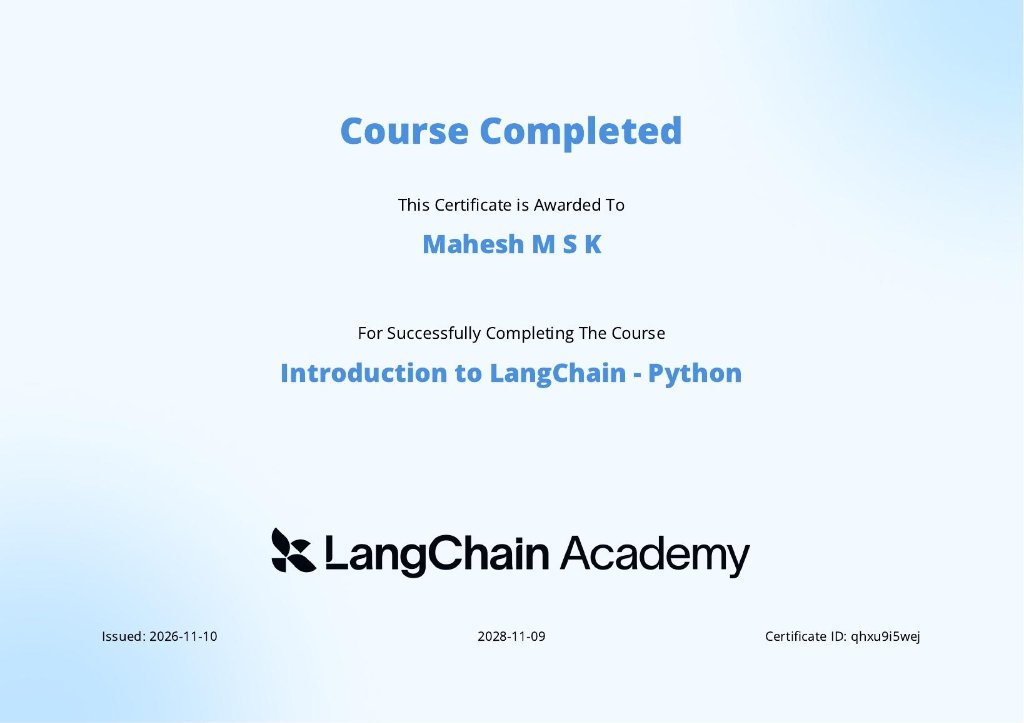 Course Completed
This Certificate is Awarded To
Mahesh M S K
For Successfully Completing The Course
Introduction to LangChain - Python
LangChain Academy
Issued: 2026-11-10
2028-11-09
Certificate ID: qhxu9i5wej